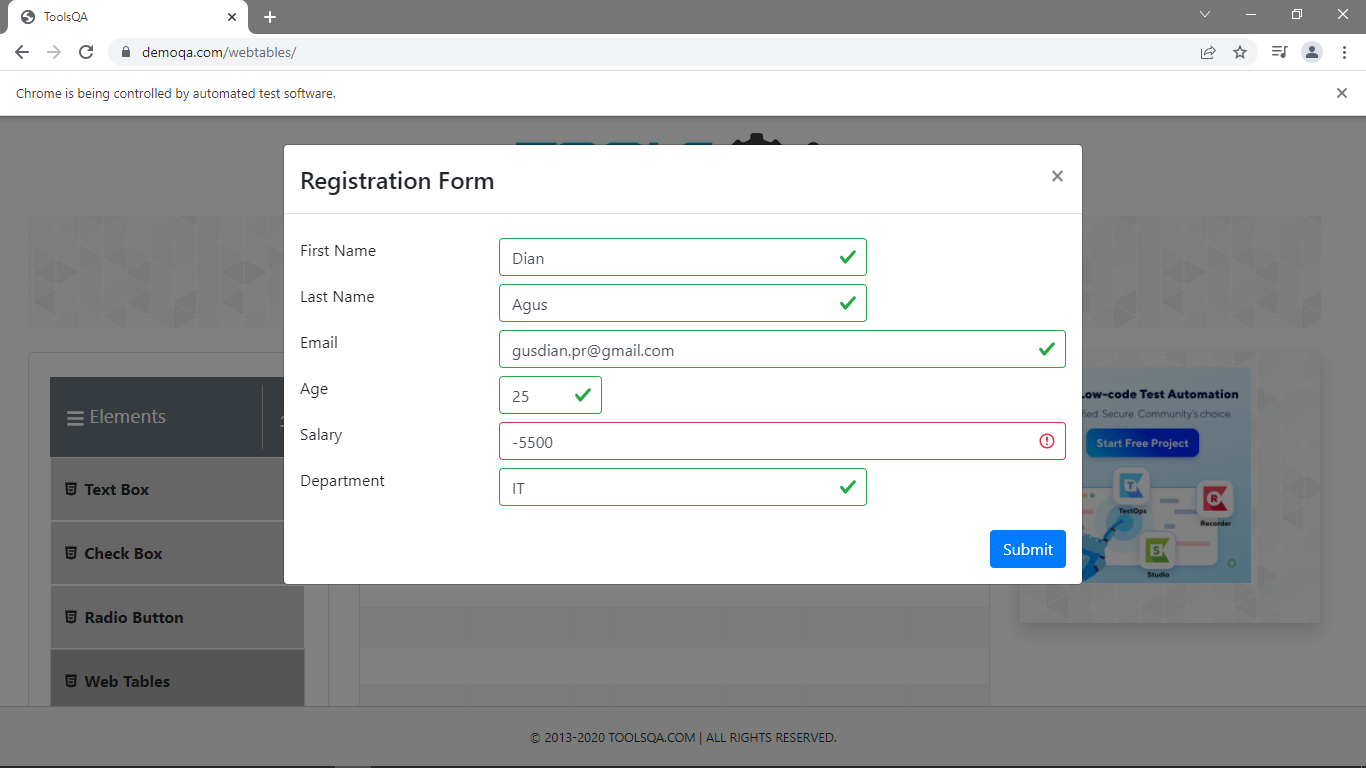 ToolsQA
demoqa.com/webtables/
Chrome is being controlled by automated test software.
Registration Form
First Name
Dian
Last Name
Agus
Email
gusdian.pr@gmail.com
Age
25
Salary
-5500
Department
IT
Submit
Elements
Text Box
Check Box
Radio Button
Web Tables
Low-code Test Automation
Secure. Community's choice.
Start Free Project
TestOps
Recorder
Studio
© 2013-2020 TOOLSQA.COM | ALL RIGHTS RESERVED.